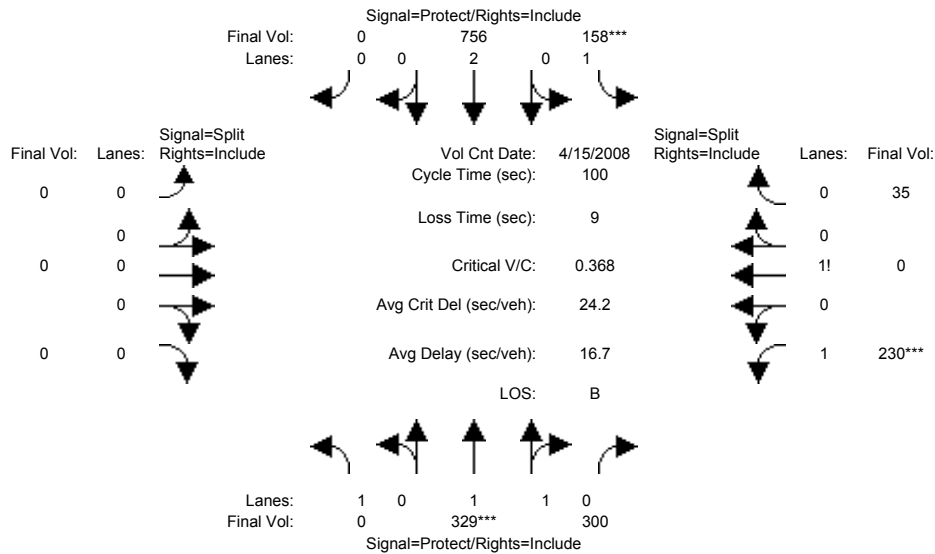 Signal=Protect/Rights=Include
Final Vol: 0 756 158***
Lanes: 0 0 2 0 1
Signal=Split
Final Vol: Lanes: Rights=Include
Vol Cnt Date: 4/15/2008
Signal=Split
Rights=Include Lanes: Final Vol:
Cycle Time (sec): 100
0 0
0 35
Loss Time (sec): 9
0
0
0 0
Critical V/C: 0.368
1! 0
0
Avg Crit Del (sec/veh): 24.2
0
0 0
Avg Delay (sec/veh): 16.7
1 230***
LOS: B
Lanes: 1 0 1 1 0
Final Vol: 0 329*** 300
Signal=Protect/Rights=Include